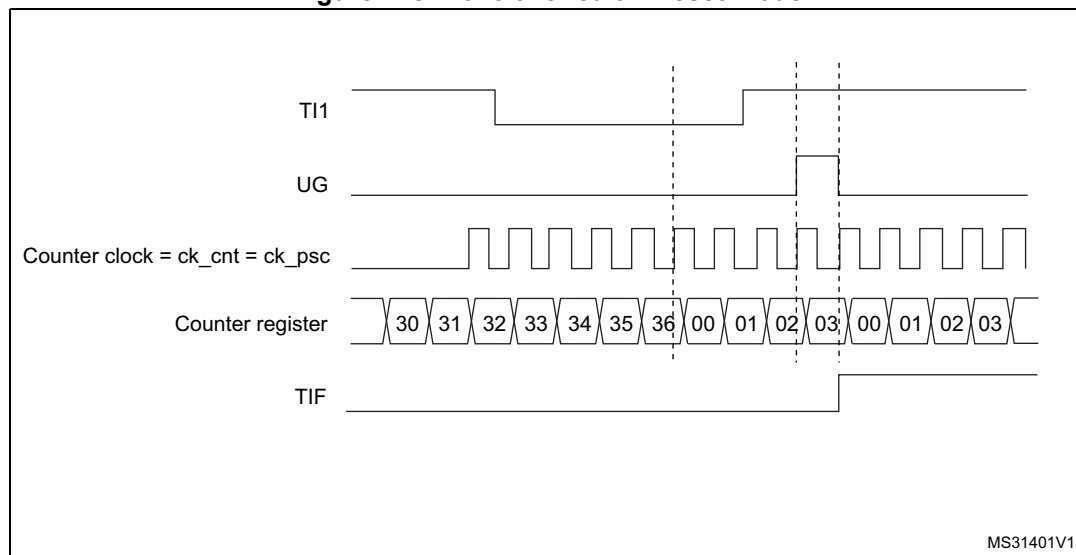 TI1
UG
Counter clock = ck_cnt = ck_psc
Counter register 30 31 32 33 34 35 36 00 01 02 03 00 01 02 03
TIF
MS31401V1